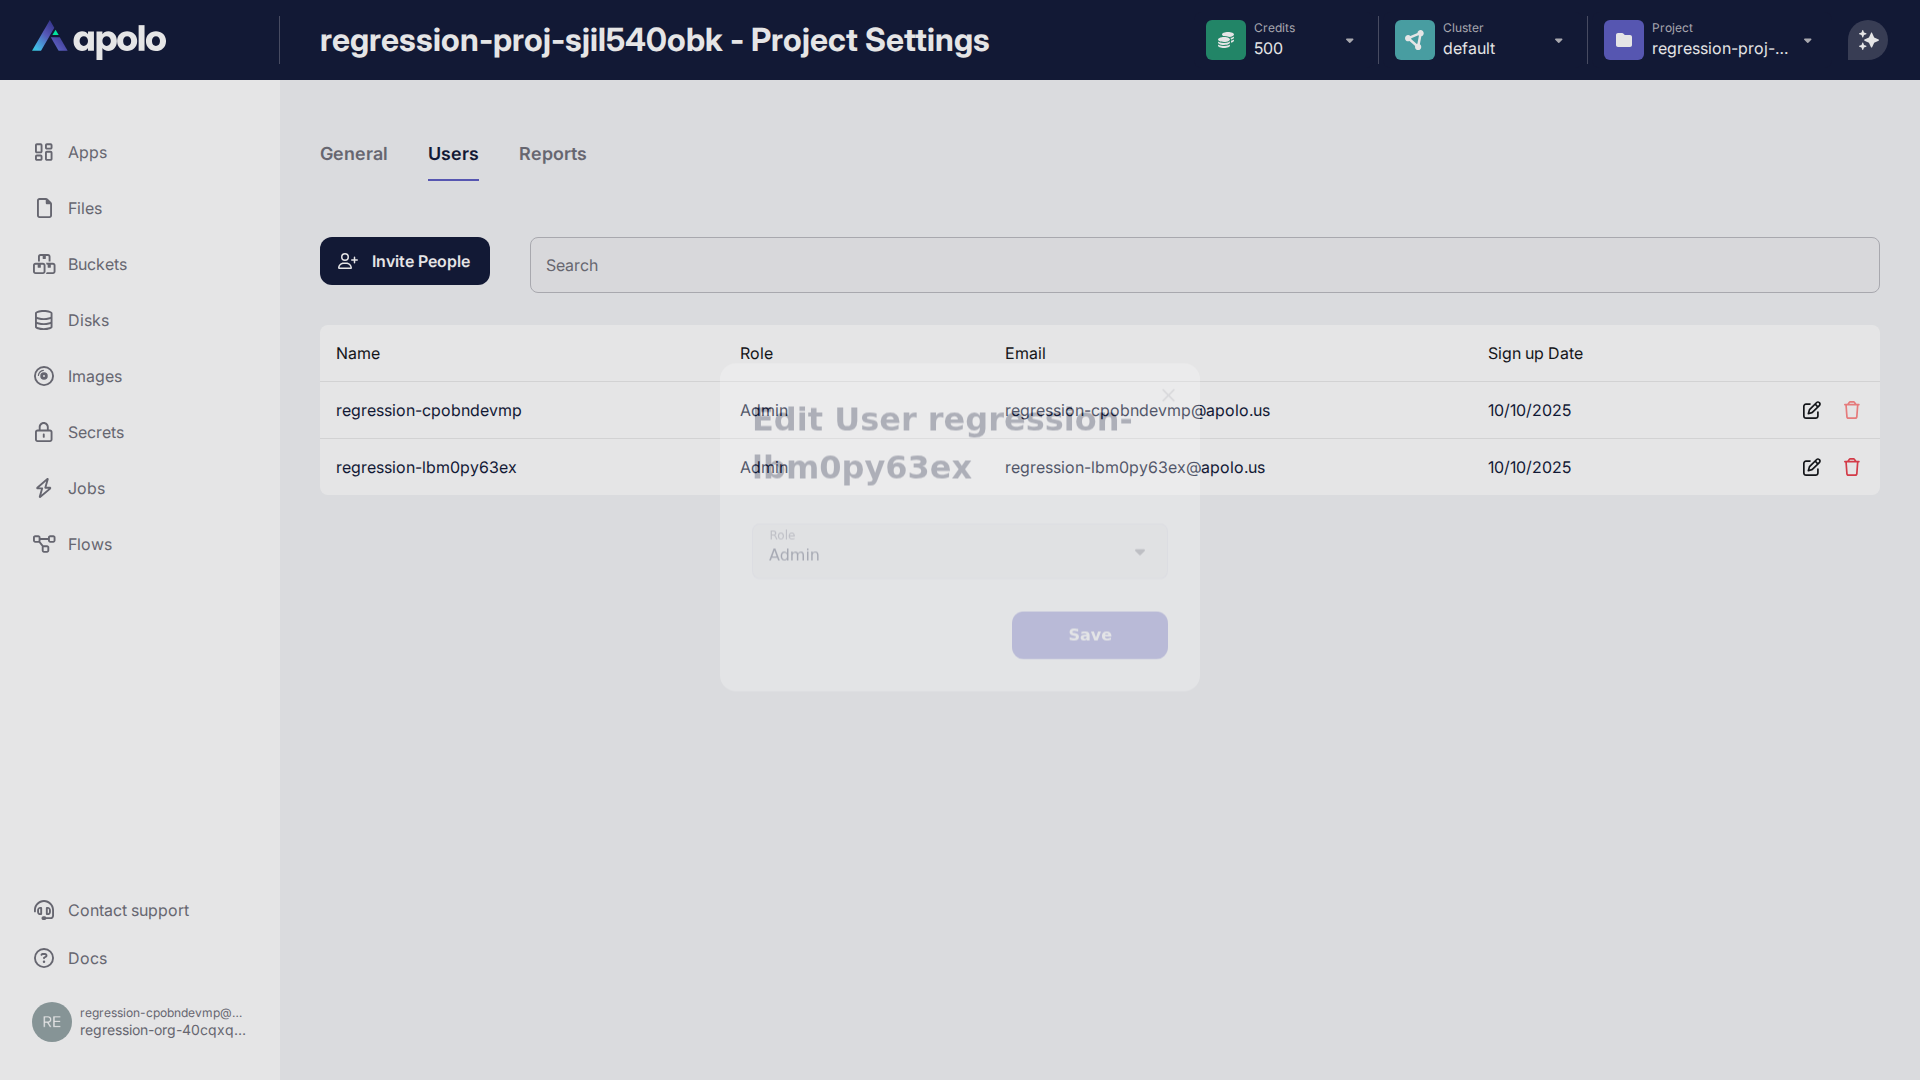 apolo
regression-proj-sjil540obk - Project Settings
Credits
500
Cluster
default
Project
regression-proj-...
Apps
Files
Buckets
Disks
Images
Secrets
Jobs
Flows
General Users Reports
Invite People
Search
Name Role Email Sign up Date
regression-cpobndevmp Admin regression-cpobndevmp@apolo.us 10/10/2025
regression-lbm0py63ex Admin regression-lbm0py63ex@apolo.us 10/10/2025
Edit User regression-
lbm0py63ex
Role
Admin
Save
Contact support
Docs
RE
regression-cpobndevmp@...
regression-org-40cqxq...